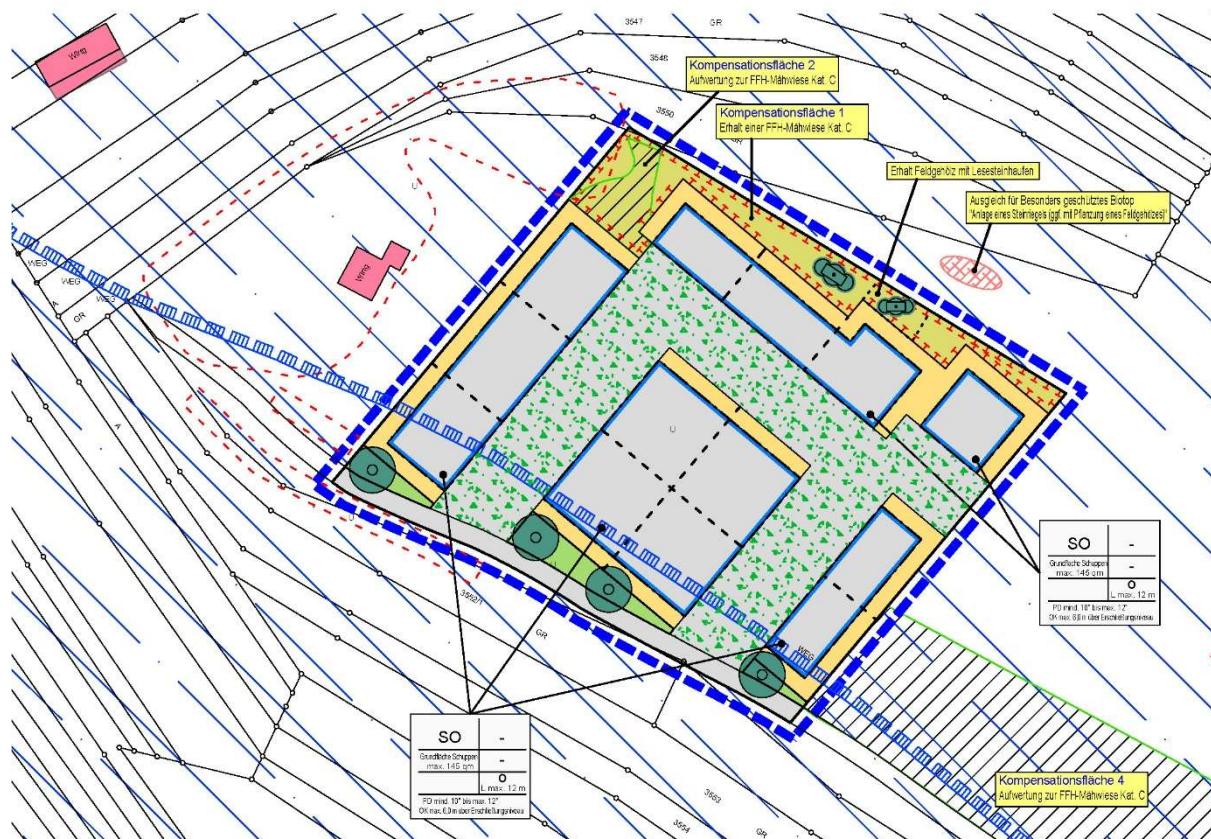 Wirtg
3547
GR
3548
Kompensationsfläche 2
Aufwertung zur FFH-Mähwiese Kat. C
3550
GR
Kompensationsfläche 1
Erhalt einer FFH-Mähwiese Kat. C
Erhalt Feldgehölz mit Lesesteinhaufen
Ausgleich für Besonders geschütztes Biotop
"Anlage eines Steinriegels (ggf. mit Pflanzung eines Feldgehölzes)"
U
Wirtg
WEG
WEG
WEG
A
GR
A
U
SO
-
Grundfläche Schuppen
max. 145 qm
-
O
L max. 12 m
PD mind. 10° bis max. 12°
OK max. 6,0 m über Erschließungsniveau
3552/1
GR
WEG
SO
-
Grundfläche Schuppen
max. 145 qm
-
O
L max. 12 m
PD mind. 10° bis max. 12°
OK max. 6,0 m über Erschließungsniveau
Kompensationsfläche 4
Aufwertung zur FFH-Mähwiese Kat. C
3553
3554
GR